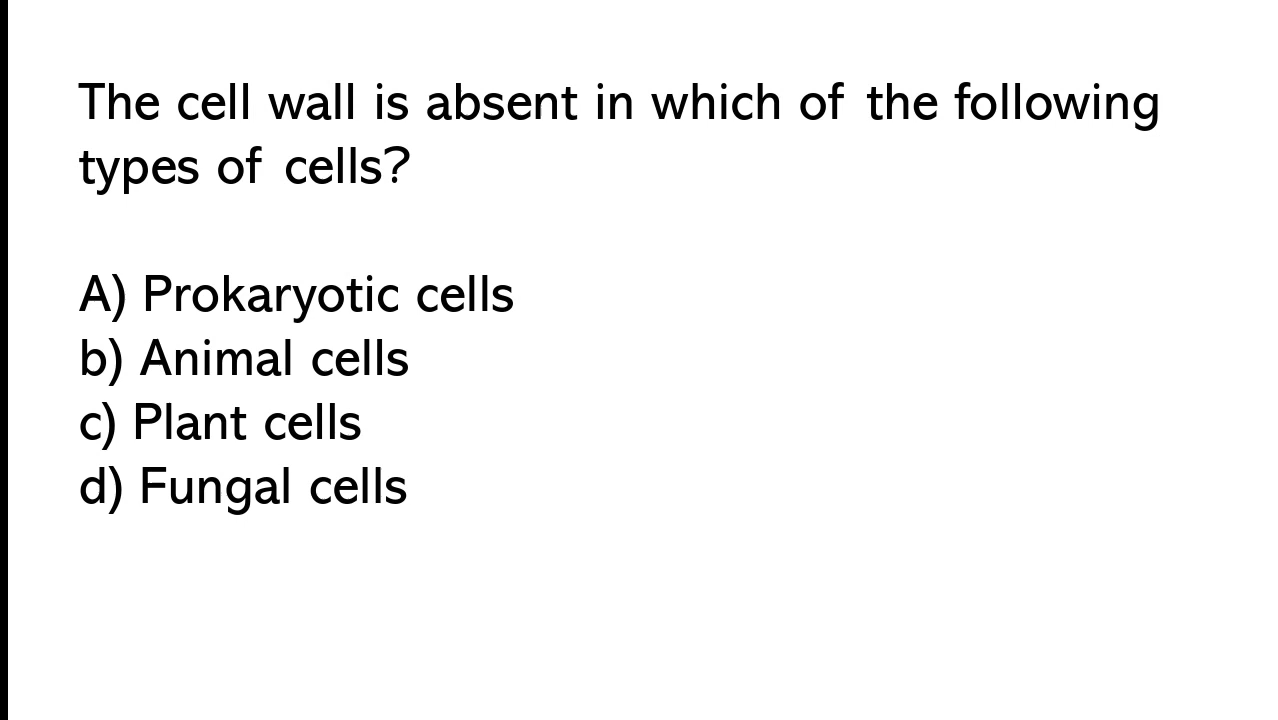 The cell wall is absent in which of the following
types of cells?
A) Prokaryotic cells
b) Animal cells
c) Plant cells
d) Fungal cells